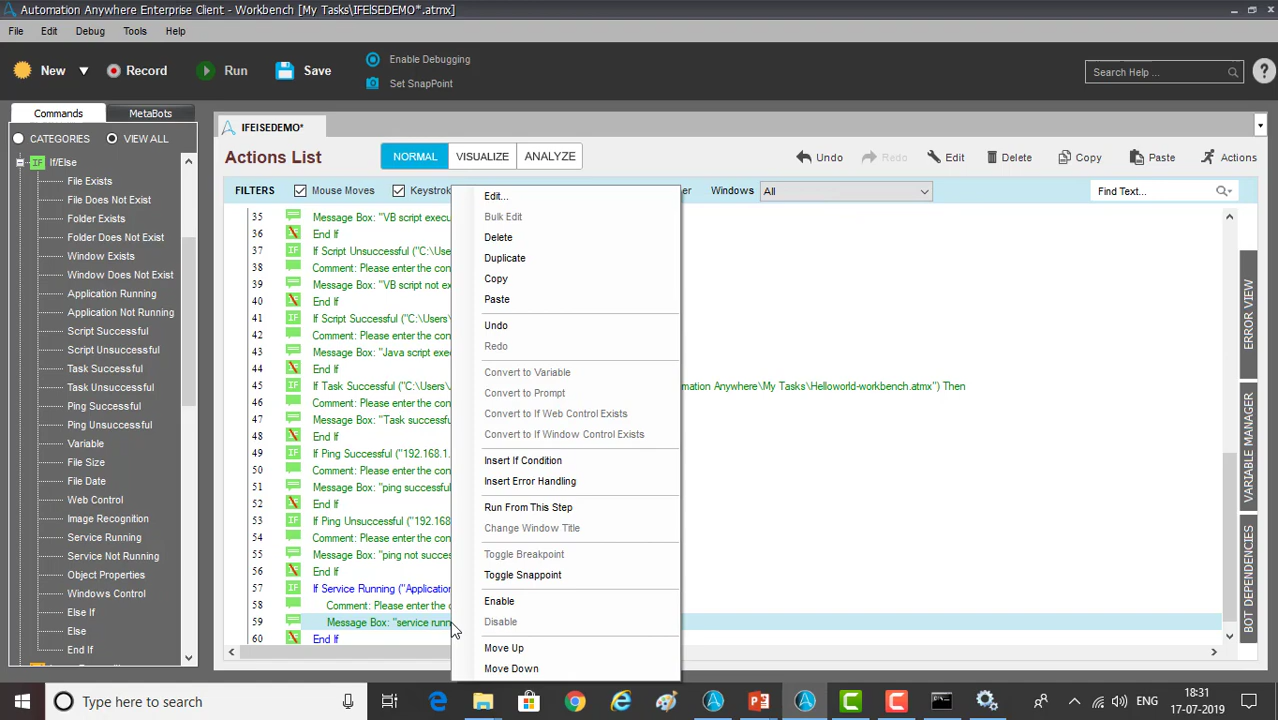 Automation Anywhere Enterprise Client - Workbench [My Tasks\IFElSEDEMO*.atmx]
File Edit Debug Tools Help
New Record Run Save
Enable Debugging
Set SnapPoint
Search Help ...
Commands MetaBots
IFElSEDEMO*
CATEGORIES VIEW ALL
Actions List NORMAL VISUALIZE ANALYZE Undo Redo Edit Delete Copy Paste Actions
FILTERS Mouse Moves Keystrok er Windows All Find Text...
If/Else
File Exists
File Does Not Exist
Folder Exists
Folder Does Not Exist
Window Exists
Window Does Not Exist
Application Running
Application Not Running
Script Successful
Script Unsuccessful
Task Successful
Task Unsuccessful
Ping Successful
Ping Unsuccessful
Variable
File Size
File Date
Web Control
Image Recognition
Service Running
Service Not Running
Object Properties
Windows Control
Else If
Else
End If
35 Message Box: "VB script execu
36 End If
37 If Script Unsuccessful ("C:\Use
38 Comment: Please enter the con
39 Message Box: "VB script not ex
40 End If
41 If Script Successful ("C:\Users\
42 Comment: Please enter the con
43 Message Box: "Java script exe
44 End If
45 If Task Successful ("C:\Users\ mation Anywhere\My Tasks\Helloworld-workbench.atmx") Then
46 Comment: Please enter the con
47 Message Box: "Task successfu
48 End If
49 If Ping Successful ("192.168.1.
50 Comment: Please enter the con
51 Message Box: "ping successful
52 End If
53 If Ping Unsuccessful ("192.168
54 Comment: Please enter the con
55 Message Box: "ping not succes
56 End If
57 If Service Running ("Application
58 Comment: Please enter the c
59 Message Box: "service runn
60 End If
Edit...
Bulk Edit
Delete
Duplicate
Copy
Paste
Undo
Redo
Convert to Variable
Convert to Prompt
Convert to If Web Control Exists
Convert to If Window Control Exists
Insert If Condition
Insert Error Handling
Run From This Step
Change Window Title
Toggle Breakpoint
Toggle Snappoint
Enable
Disable
Move Up
Move Down
ERROR VIEW
VARIABLE MANAGER
BOT DEPENDENCIES
Type here to search
ENG
18:31
17-07-2019